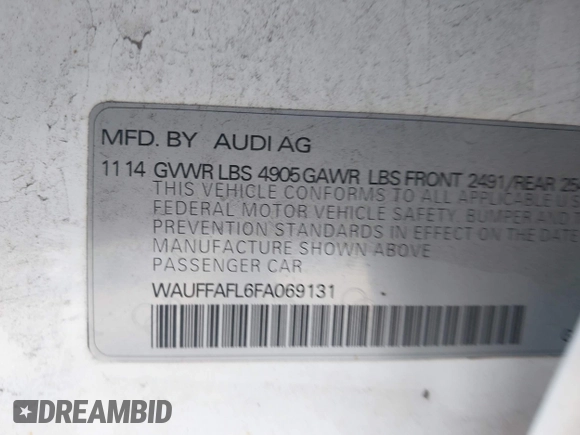 MFD. BY AUDI AG
11 14 GVWR LBS 4905 GAWR LBS FRONT 2491/REAR
THIS VEHICLE CONFORMS TO ALL APPLICABLE U.S
FEDERAL MOTOR VEHICLE SAFETY, BUMPER AND T
PREVENTION STANDARDS IN EFFECT ON THE DATE
MANUFACTURE SHOWN ABOVE
PASSENGER CAR
WAUFFAFL6FA069131
DREAMBID